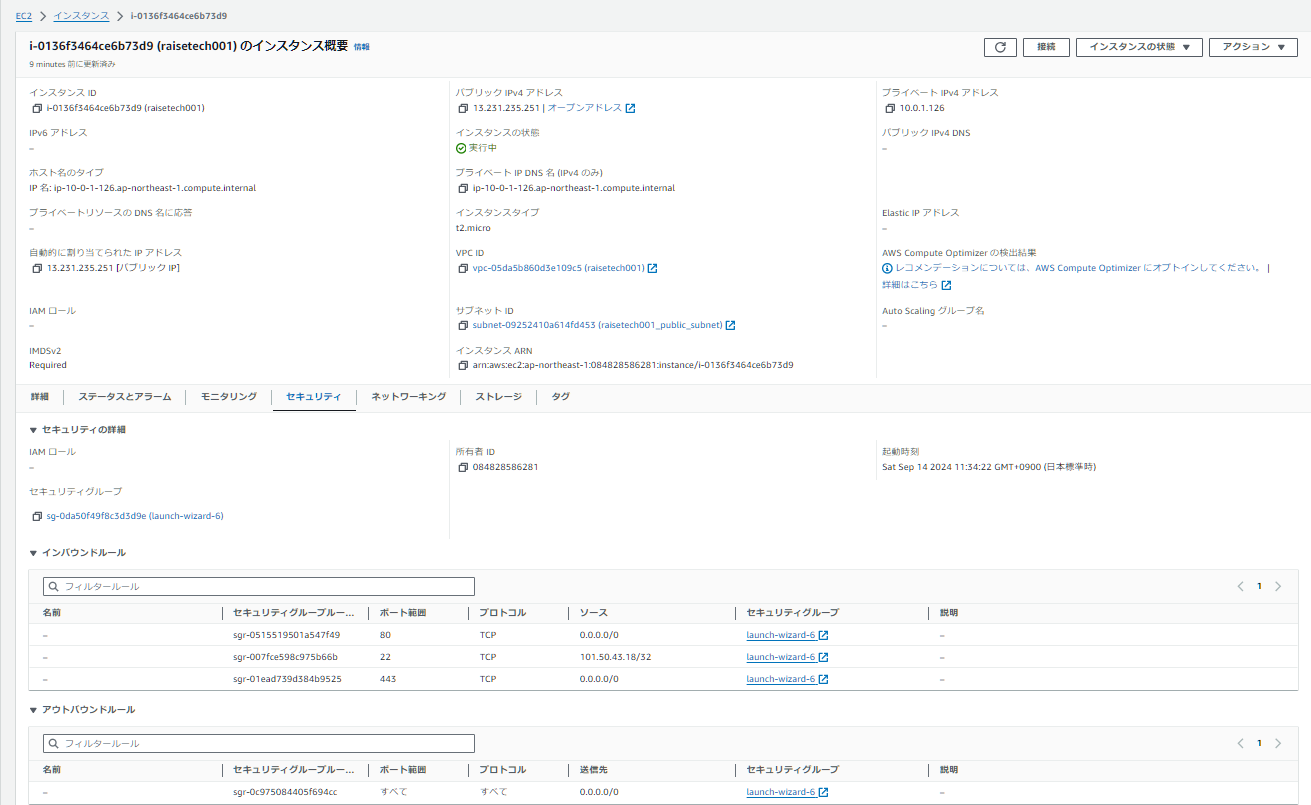 EC2 > インスタンス > i-0136f3464ce6b73d9
i-0136f3464ce6b73d9 (raisetech001) のインスタンス概要 情報
9 minutes 前に更新済み
接続
インスタンスの状態 ▼
アクション ▼
インスタンス ID
i-0136f3464ce6b73d9 (raisetech001)
パブリック IPv4 アドレス
13.231.235.251 | オープンアドレス
プライベート IPv4 アドレス
10.0.1.126
IPv6 アドレス
–
インスタンスの状態
実行中
パブリック IPv4 DNS
–
ホスト名のタイプ
IP 名: ip-10-0-1-126.ap-northeast-1.compute.internal
プライベート IP DNS 名 (IPv4 のみ)
ip-10-0-1-126.ap-northeast-1.compute.internal
プライベートリソースの DNS 名に応答
–
インスタンスタイプ
t2.micro
Elastic IP アドレス
–
自動的に割り当てられた IP アドレス
13.231.235.251 [パブリック IP]
VPC ID
vpc-05da5b860d3e109c5 (raisetech001)
AWS Compute Optimizer の検出結果
レコメンデーションについては、AWS Compute Optimizer にオプトインしてください。 |
詳細はこちら
IAM ロール
–
サブネット ID
subnet-09252410a614fd453 (raisetech001_public_subnet)
Auto Scaling グループ名
–
IMDSv2
Required
インスタンス ARN
arn:aws:ec2:ap-northeast-1:084828586281:instance/i-0136f3464ce6b73d9
詳細 ステータスとアラーム モニタリング セキュリティ ネットワーキング ストレージ タグ
▼ セキュリティの詳細
IAM ロール
–
所有者 ID
084828586281
起動時刻
Sat Sep 14 2024 11:34:22 GMT+0900 (日本標準時)
セキュリティグループ
sg-0da50f49f8c3d3d9e (launch-wizard-6)
▼ インバウンドルール
フィルタールール
1
名前 セキュリティグループルー... ポート範囲 プロトコル ソース セキュリティグループ 説明
– sgr-0515519501a547f49 80 TCP 0.0.0.0/0 launch-wizard-6 –
– sgr-007fce598c975b66b 22 TCP 101.50.43.18/32 launch-wizard-6 –
– sgr-01ead739d384b9525 443 TCP 0.0.0.0/0 launch-wizard-6 –
▼ アウトバウンドルール
フィルタールール
1
名前 セキュリティグループルー... ポート範囲 プロトコル 送信先 セキュリティグループ 説明
– sgr-0c975084405f694cc すべて すべて 0.0.0.0/0 launch-wizard-6 –